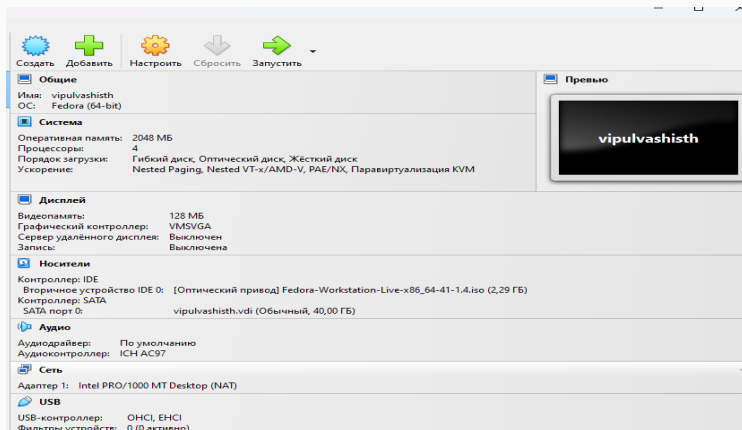 Создать Добавить Настроить Сбросить Запустить
Общие
Имя: vipulvashisth
ОС: Fedora (64-bit)
Превью
vipulvashisth
Система
Оперативная память: 2048 МБ
Процессоры: 4
Порядок загрузки: Гибкий диск, Оптический диск, Жёсткий диск
Ускорение: Nested Paging, Nested VT-x/AMD-V, PAE/NX, Паравиртуализация KVM
Дисплей
Видеопамять: 128 МБ
Графический контроллер: VMSVGA
Сервер удалённого дисплея: Выключен
Запись: Выключена
Носители
Контроллер: IDE
Вторичное устройство IDE 0: [Оптический привод] Fedora-Workstation-Live-x86_64-41-1.4.iso (2,29 ГБ)
Контроллер: SATA
SATA порт 0: vipulvashisth.vdi (Обычный, 40,00 ГБ)
Аудио
Аудиодрайвер: По умолчанию
Аудиоконтроллер: ICH AC97
Сеть
Адаптер 1: Intel PRO/1000 MT Desktop (NAT)
USB
USB-контроллер: OHCI, EHCI
Фильтры устройств: 0 (0 активно)